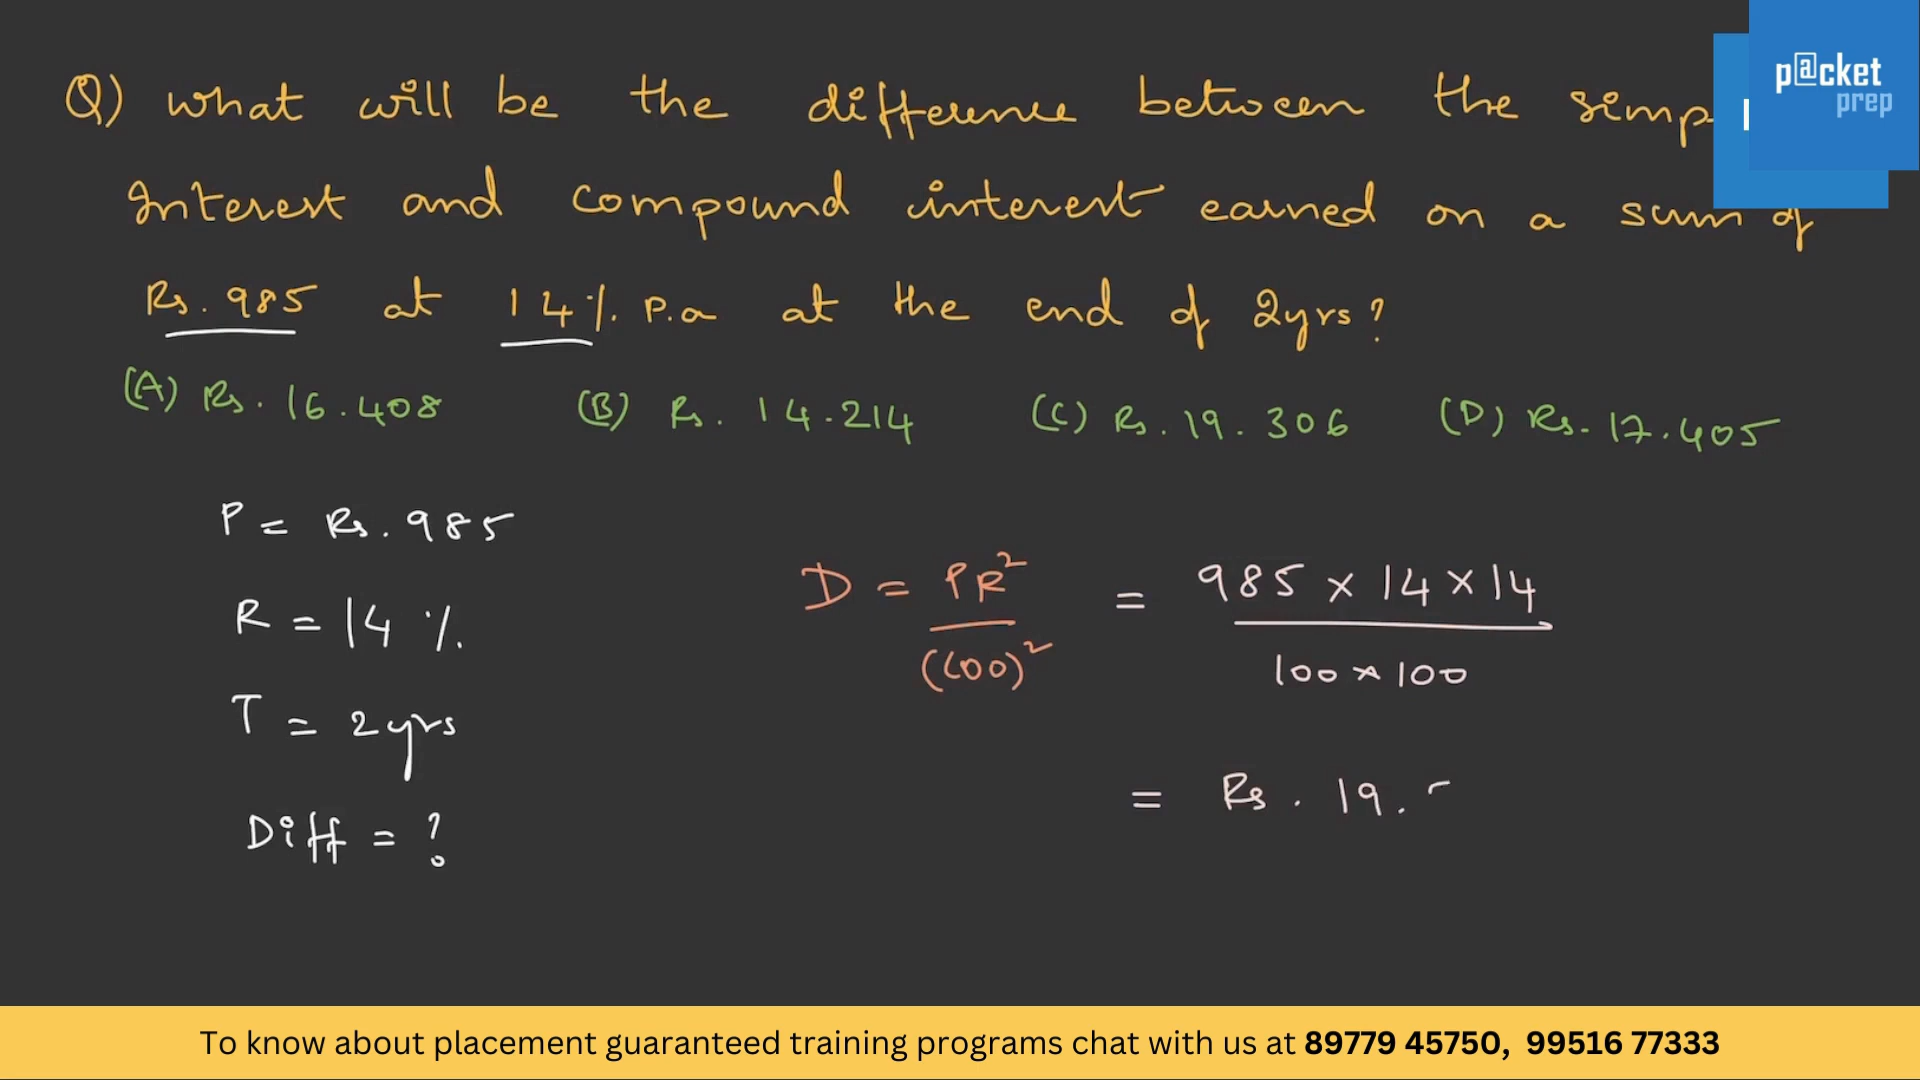 Q) what will be the difference between the simp
p@cket
prep
Interest and compound interest earned on a sum of
Rs. 985 at 14%. P.a at the end of 2yrs?
(A) Rs. 16.408 (B) Rs. 14.214 (C) Rs. 19.306 (D) Rs. 17.405
P = Rs. 985
R = 14 %.
T = 2yrs
Diff = ?
D = PR² / (100)² = 985 × 14 × 14 / 100 × 100
= Rs. 19.
To know about placement guaranteed training programs chat with us at 89779 45750, 99516 77333